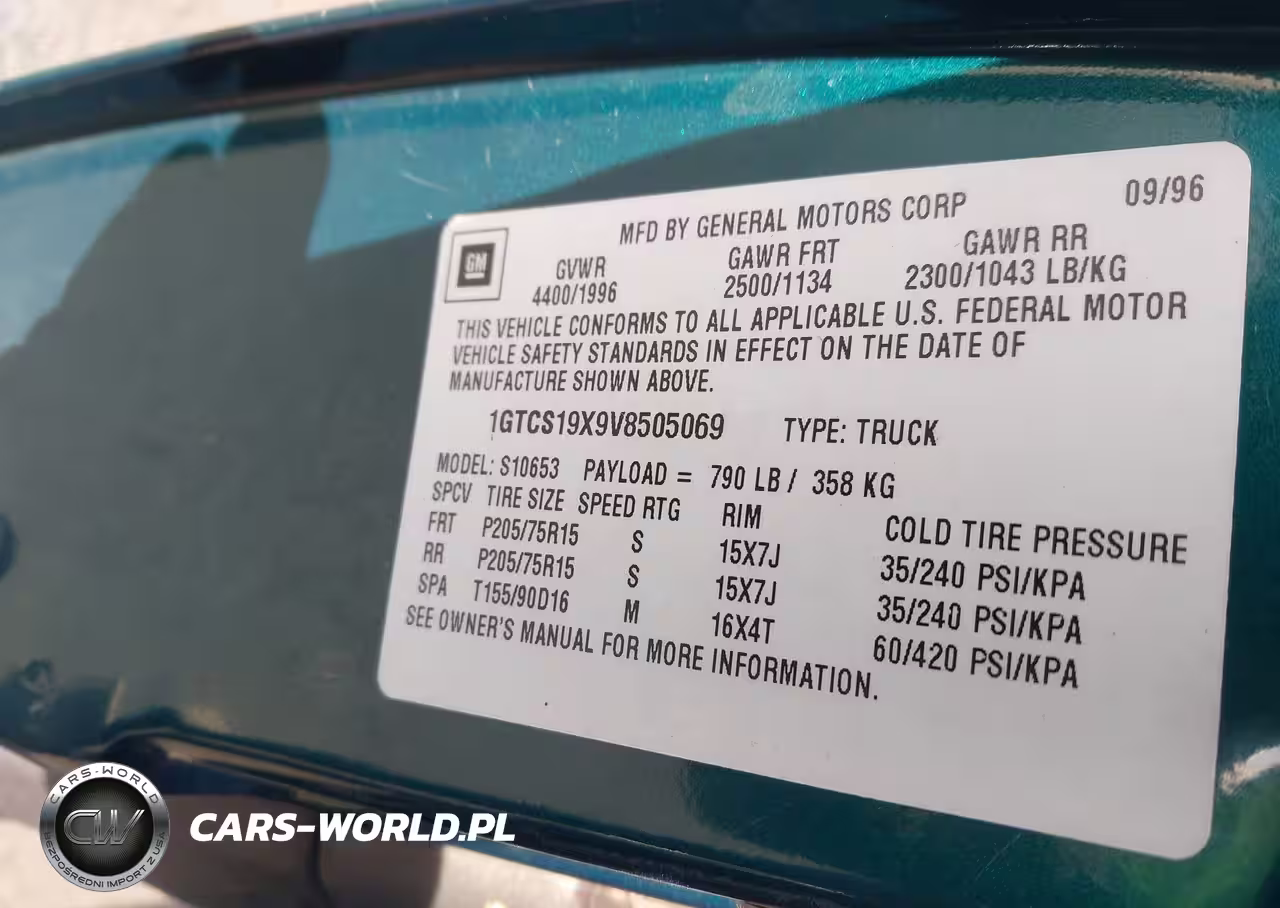 09/96
MFD BY GENERAL MOTORS CORP
GM
GVWR GAWR FRT GAWR RR
4400/1996 2500/1134 2300/1043 LB/KG
THIS VEHICLE CONFORMS TO ALL APPLICABLE U.S. FEDERAL MOTOR
VEHICLE SAFETY STANDARDS IN EFFECT ON THE DATE OF
MANUFACTURE SHOWN ABOVE.
1GTCS19X9V8505069 TYPE: TRUCK
MODEL: S10653 PAYLOAD = 790 LB / 358 KG
SPCV TIRE SIZE SPEED RTG RIM COLD TIRE PRESSURE
FRT P205/75R15 S 15X7J 35/240 PSI/KPA
RR P205/75R15 S 15X7J 35/240 PSI/KPA
SPA T155/90D16 M 16X4T 60/420 PSI/KPA
SEE OWNER'S MANUAL FOR MORE INFORMATION.
CARS-WORLD
CW
BEZPOŚREDNI IMPORT Z USA
CARS-WORLD.PL